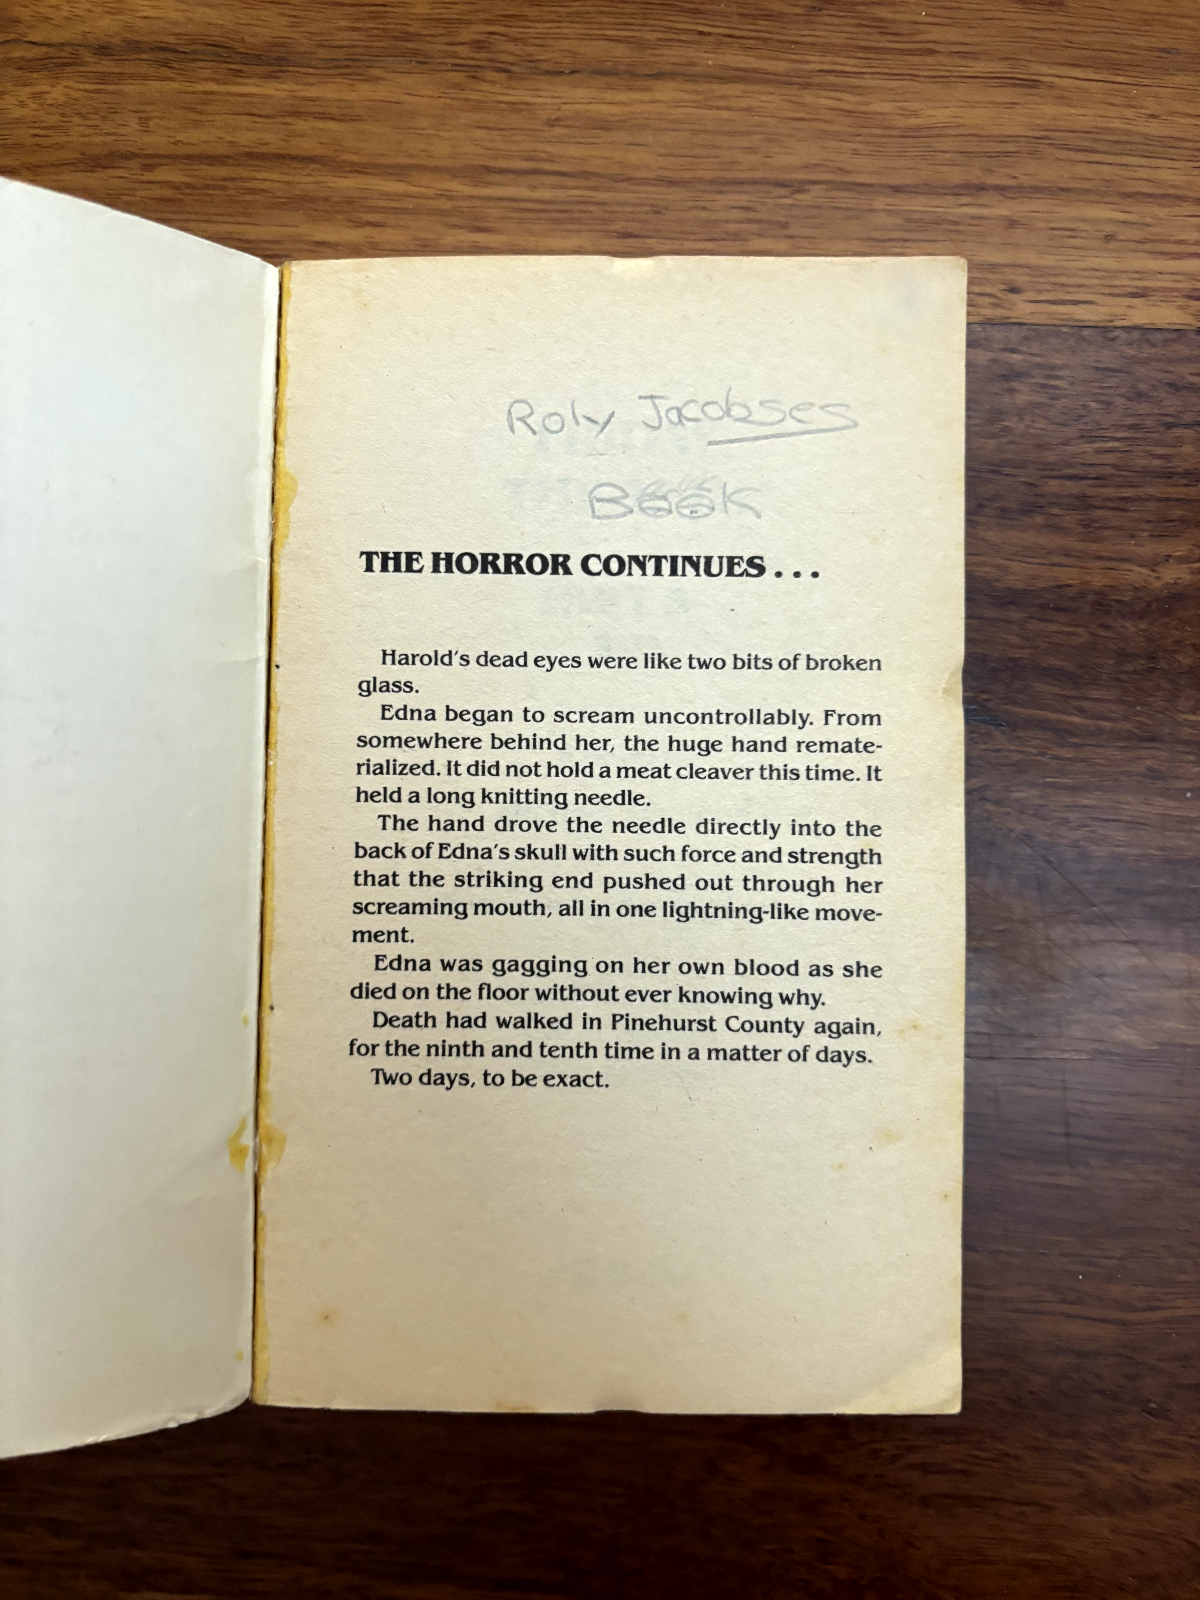 Roly Jacobses
Book
THE HORROR CONTINUES . . .
Harold's dead eyes were like two bits of broken
glass.
Edna began to scream uncontrollably. From
somewhere behind her, the huge hand remate-
rialized. It did not hold a meat cleaver this time. It
held a long knitting needle.
The hand drove the needle directly into the
back of Edna's skull with such force and strength
that the striking end pushed out through her
screaming mouth, all in one lightning-like move-
ment.
Edna was gagging on her own blood as she
died on the floor without ever knowing why.
Death had walked in Pinehurst County again,
for the ninth and tenth time in a matter of days.
Two days, to be exact.